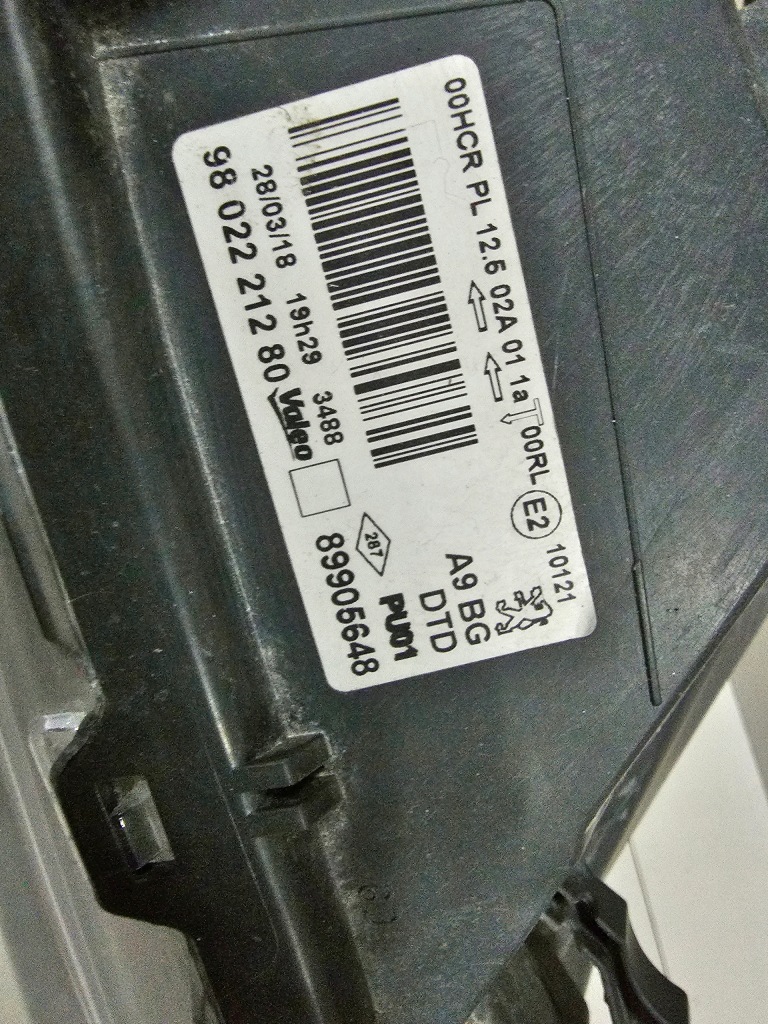 00HCR PL 12.5 02A 01 1a 00RL E2 10121
A9 BG
DTD
PU01
287
28/03/18 19h29 3488
98 022 212 80 Valeo
89905648